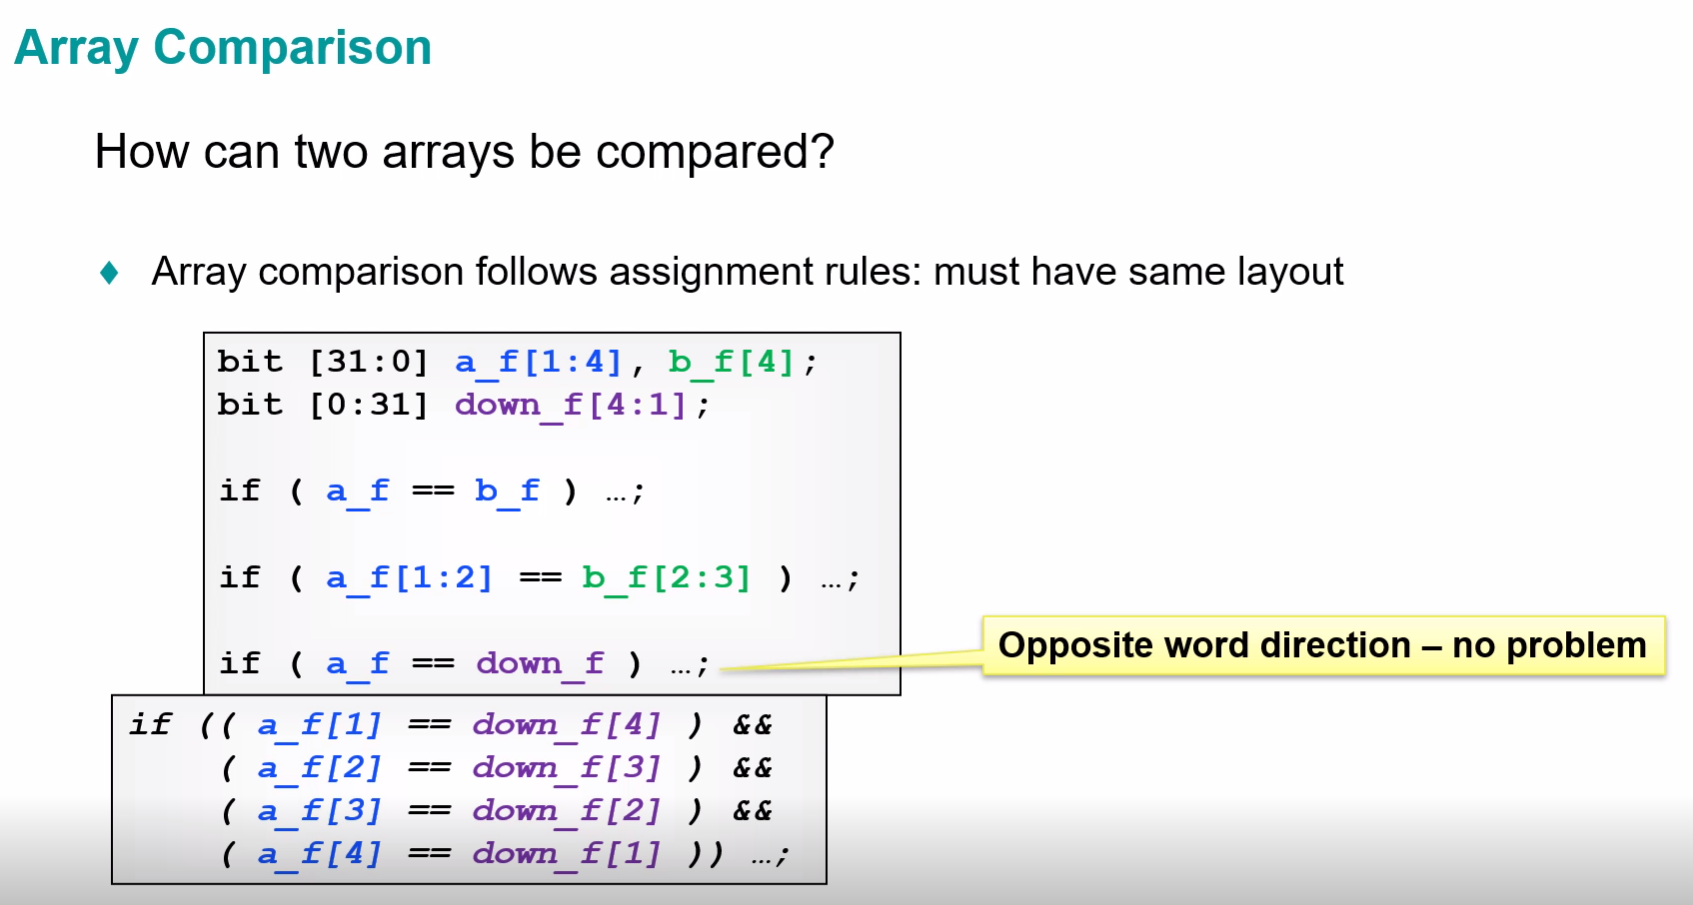 Array Comparison
How can two arrays be compared?
♦ Array comparison follows assignment rules: must have same layout
bit [31:0] a_f[1:4], b_f[4];
bit [0:31] down_f[4:1];
if ( a_f == b_f ) …;
if ( a_f[1:2] == b_f[2:3] ) …;
if ( a_f == down_f ) …;
Opposite word direction – no problem
if (( a_f[1] == down_f[4] ) &&
( a_f[2] == down_f[3] ) &&
( a_f[3] == down_f[2] ) &&
( a_f[4] == down_f[1] )) …;